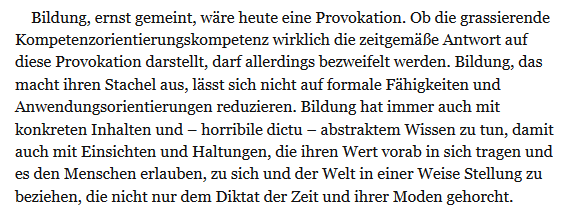 Bildung, ernst gemeint, wäre heute eine Provokation. Ob die grassierende
Kompetenzorientierungskompetenz wirklich die zeitgemäße Antwort auf
diese Provokation darstellt, darf allerdings bezweifelt werden. Bildung, das
macht ihren Stachel aus, lässt sich nicht auf formale Fähigkeiten und
Anwendungsorientierungen reduzieren. Bildung hat immer auch mit
konkreten Inhalten und – horribile dictu – abstraktem Wissen zu tun, damit
auch mit Einsichten und Haltungen, die ihren Wert vorab in sich tragen und
es den Menschen erlauben, zu sich und der Welt in einer Weise Stellung zu
beziehen, die nicht nur dem Diktat der Zeit und ihrer Moden gehorcht.